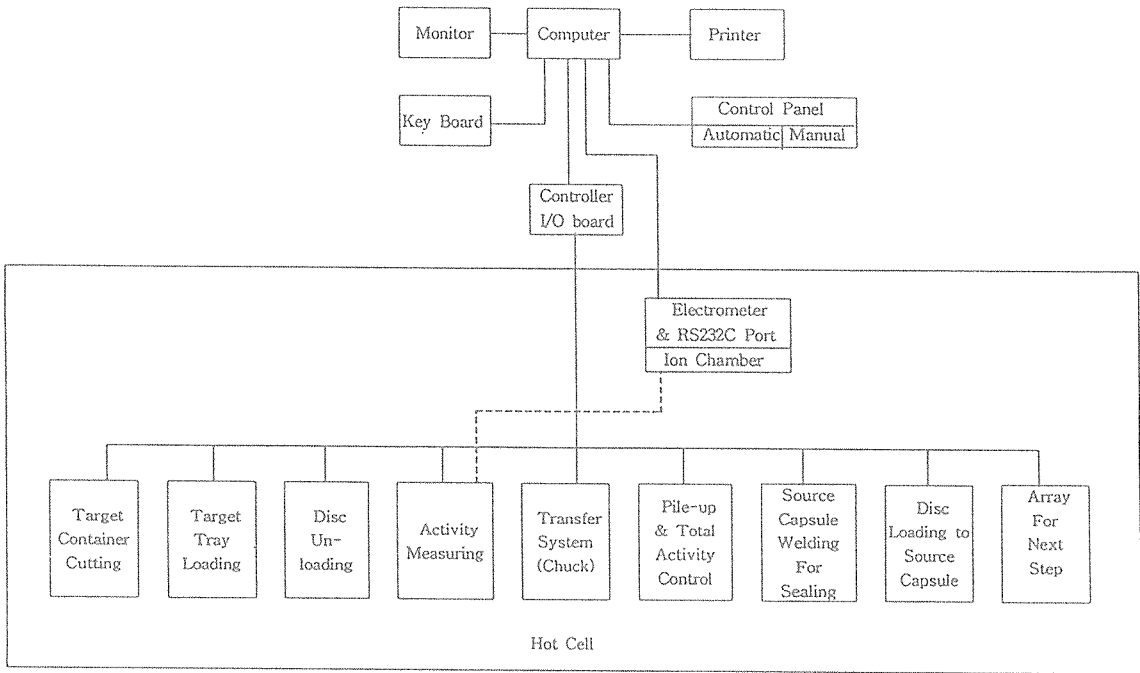 Monitor
Computer
Printer
Key Board
Control Panel
Automatic Manual
Controller
I/O board
Electrometer
& RS232C Port
Ion Chamber
Target
Container
Cutting
Target
Tray
Loading
Disc
Un-
loading
Activity
Measuring
Transfer
System
(Chuck)
Pile-up
& Total
Activity
Control
Source
Capsule
Welding
For
Sealing
Disc
Loading to
Source
Capsule
Array
For
Next
Step
Hot Cell